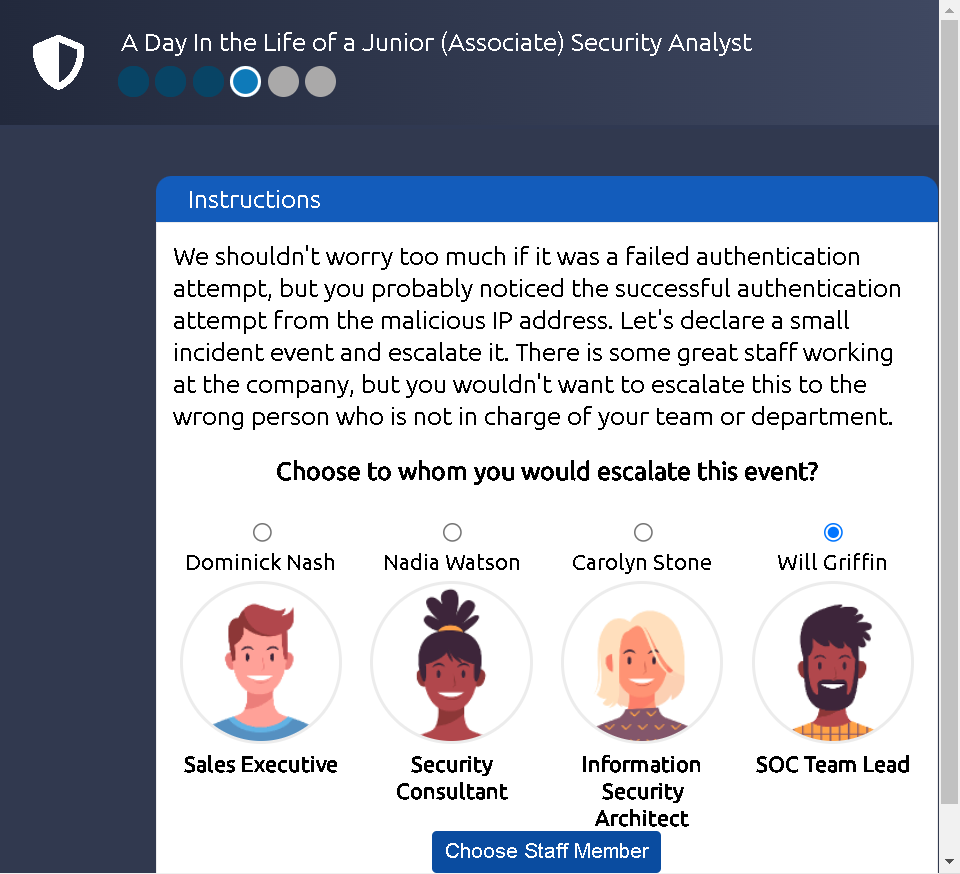 A Day In the Life of a Junior (Associate) Security Analyst
Instructions
We shouldn't worry too much if it was a failed authentication
attempt, but you probably noticed the successful authentication
attempt from the malicious IP address. Let's declare a small
incident event and escalate it. There is some great staff working
at the company, but you wouldn't want to escalate this to the
wrong person who is not in charge of your team or department.
Choose to whom you would escalate this event?
Dominick Nash
Nadia Watson
Carolyn Stone
Will Griffin
Sales Executive
Security
Consultant
Information
Security
Architect
SOC Team Lead
Choose Staff Member